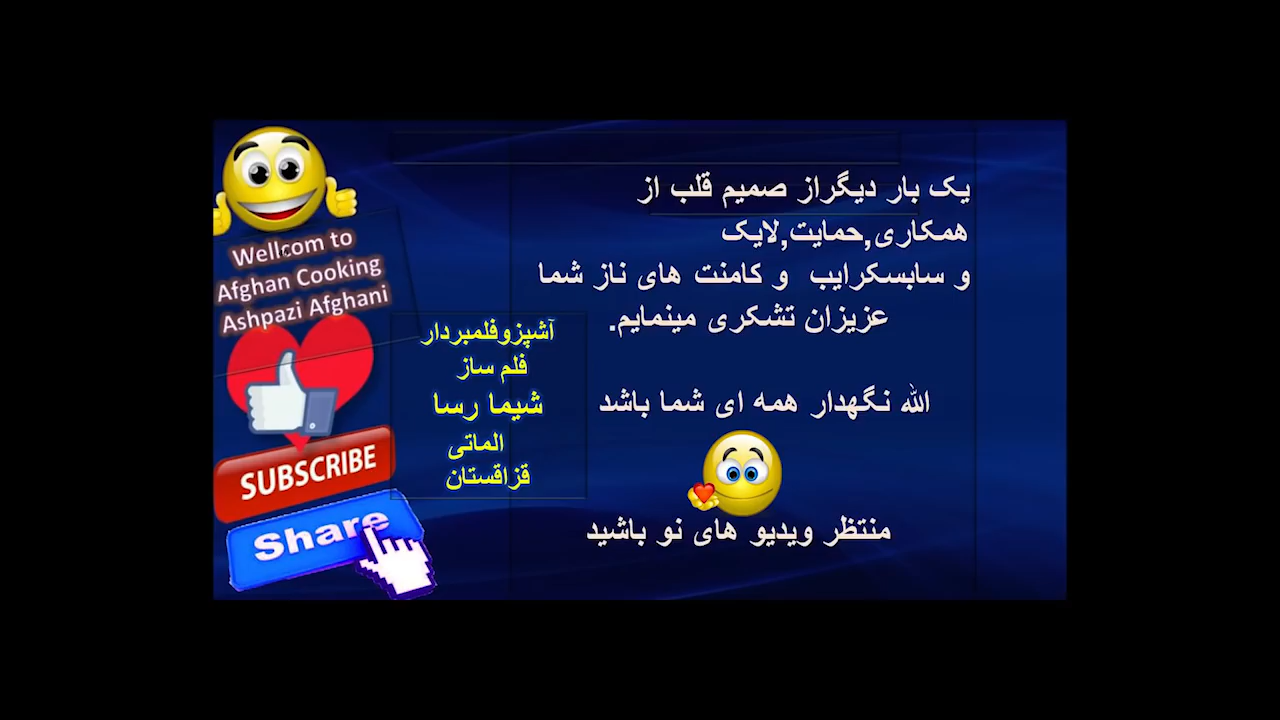 یک بار دیگراز صمیم قلب از
همکاری,حمایت,لایک
و سابسکرایب و کامنت های ناز شما
عزیزان تشکری مینمایم.
الله نگهدار همه ای شما باشد
منتظر ویدیو های نو باشید
آشپزوفلمبردار
فلم ساز
شیما رسا
الماتی
قزاقستان
Wellcom to
Afghan Cooking
Ashpazi Afghani
SUBSCRIBE
Share